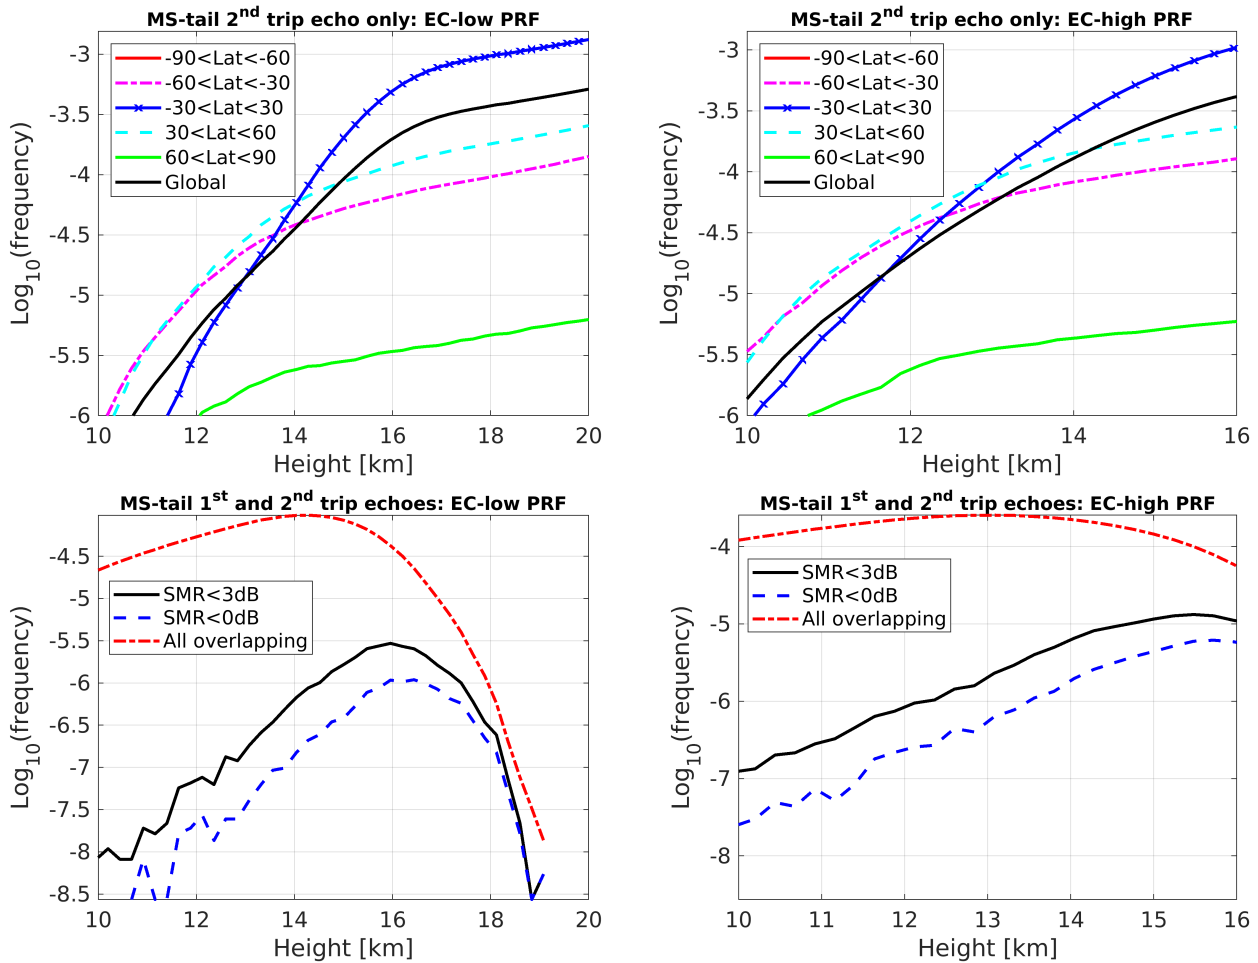 MS-tail 2nd trip echo only: EC-low PRF
-3
-3.5
-4
-4.5
-5
-5.5
-6
Log10(frequency)
-90<Lat<-60
-60<Lat<-30
-30<Lat<30
30<Lat<60
60<Lat<90
Global
10 12 14 16 18 20
Height [km]
MS-tail 2nd trip echo only: EC-high PRF
-3
-3.5
-4
-4.5
-5
-5.5
-6
Log10(frequency)
-90<Lat<-60
-60<Lat<-30
-30<Lat<30
30<Lat<60
60<Lat<90
Global
10 12 14 16
Height [km]
MS-tail 1st and 2nd trip echoes: EC-low PRF
-4.5
-5
-5.5
-6
-6.5
-7
-7.5
-8
-8.5
Log10(frequency)
SMR<3dB
SMR<0dB
All overlapping
10 12 14 16 18 20
Height [km]
MS-tail 1st and 2nd trip echoes: EC-high PRF
-4
-5
-6
-7
-8
Log10(frequency)
SMR<3dB
SMR<0dB
All overlapping
10 11 12 13 14 15 16
Height [km]